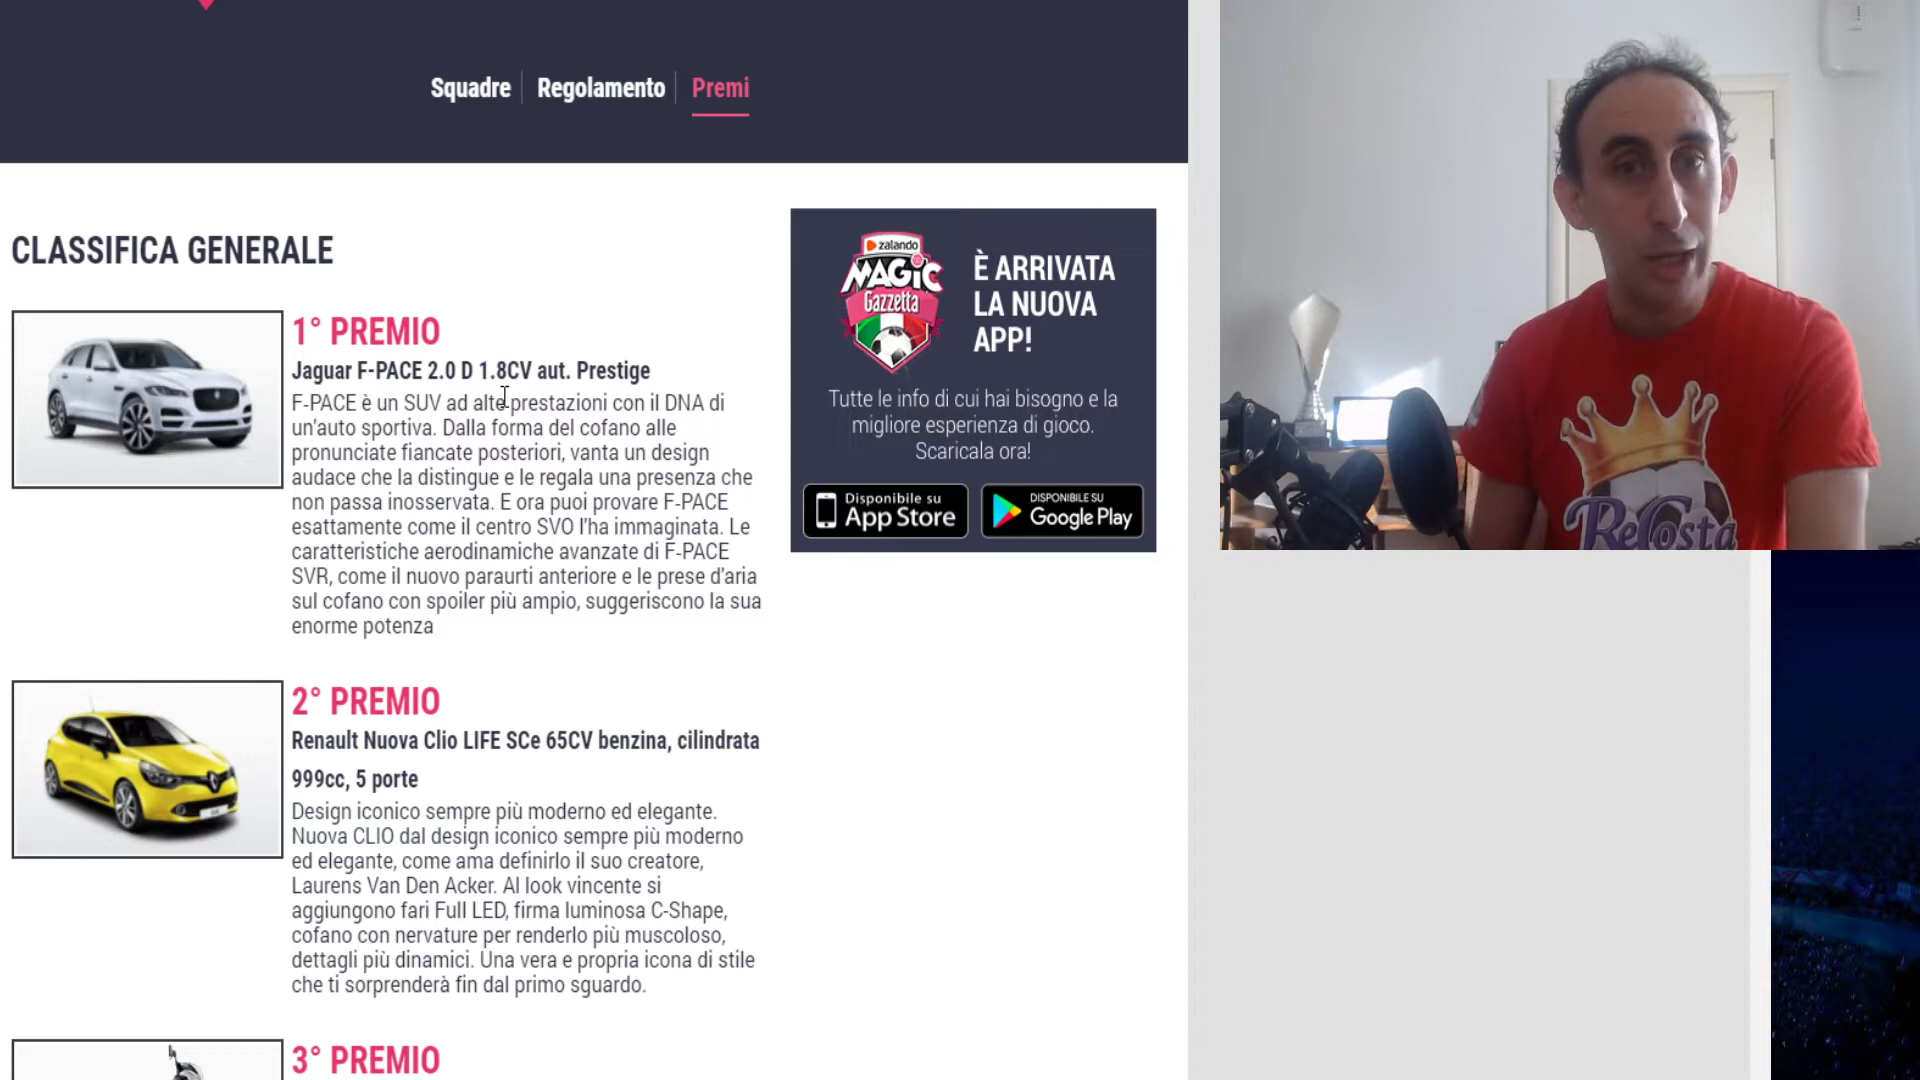 Squadre
Regolamento
Premi
CLASSIFICA GENERALE
1° PREMIO
Jaguar F-PACE 2.0 D 1.8CV aut. Prestige
F-PACE è un SUV ad alte prestazioni con il DNA di
un'auto sportiva. Dalla forma del cofano alle
pronunciate fiancate posteriori, vanta un design
audace che la distingue e le regala una presenza che
non passa inosservata. E ora puoi provare F-PACE
esattamente come il centro SVO l'ha immaginata. Le
caratteristiche aerodinamiche avanzate di F-PACE
SVR, come il nuovo paraurti anteriore e le prese d'aria
sul cofano con spoiler più ampio, suggeriscono la sua
enorme potenza
2° PREMIO
Renault Nuova Clio LIFE SCe 65CV benzina, cilindrata
999cc, 5 porte
Design iconico sempre più moderno ed elegante.
Nuova CLIO dal design iconico sempre più moderno
ed elegante, come ama definirlo il suo creatore,
Laurens Van Den Acker. Al look vincente si
aggiungono fari Full LED, firma luminosa C-Shape,
cofano con nervature per renderlo più muscoloso,
dettagli più dinamici. Una vera e propria icona di stile
che ti sorprenderà fin dal primo sguardo.
3° PREMIO
zalando
MAGIC
Gazzetta
È ARRIVATA
LA NUOVA
APP!
Tutte le info di cui hai bisogno e la
migliore esperienza di gioco.
Scaricala ora!
Disponibile su
App Store
DISPONIBILE SU
Google Play
ReCosta